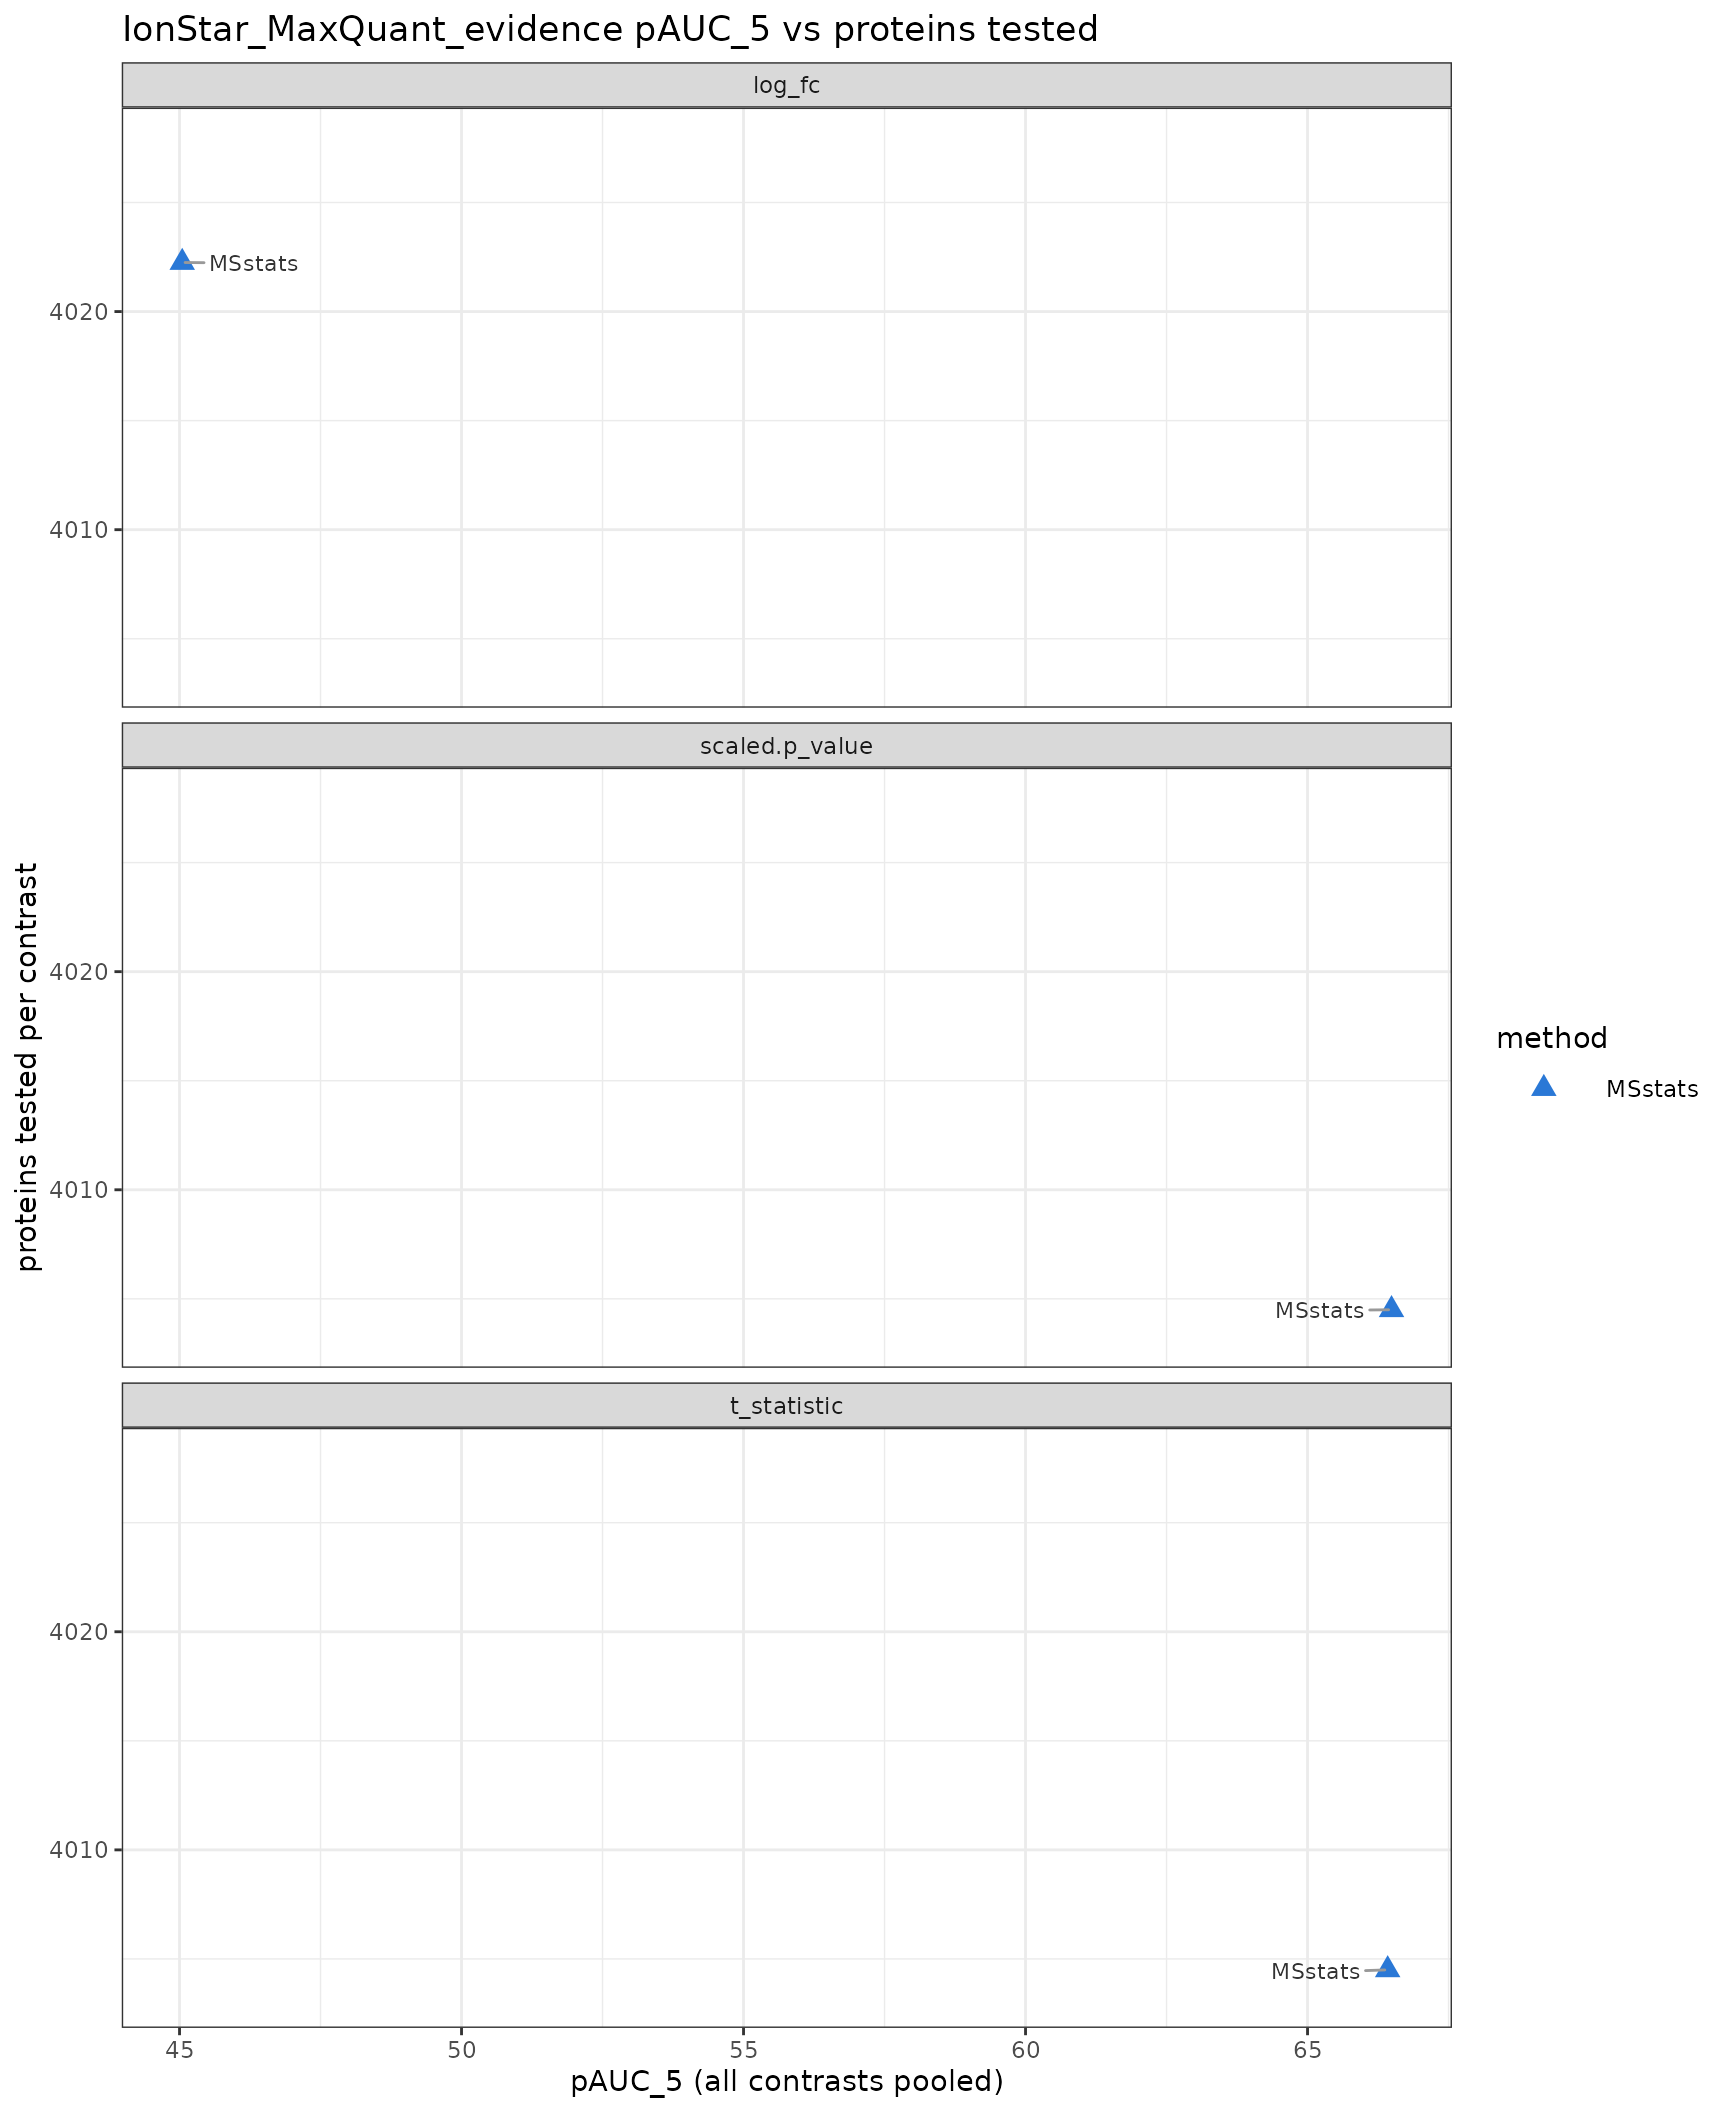 IonStar_MaxQuant_evidence pAUC_5 vs proteins tested
log_fc
MSstats
4020
4010
scaled.p_value
4020
4010
MSstats
t_statistic
4020
4010
MSstats
45 50 55 60 65
pAUC_5 (all contrasts pooled)
proteins tested per contrast
method
MSstats